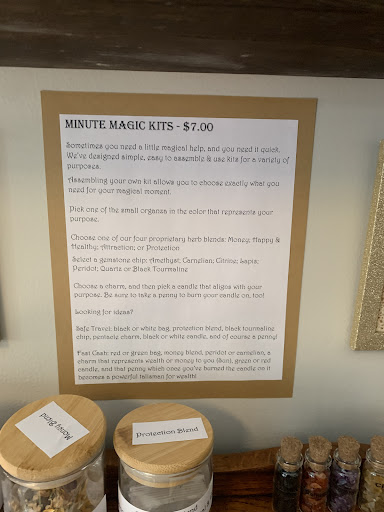 MINUTE MAGIC KITS - $7.00
Sometimes you need a little magical help, and you need it quick.
We've designed simple, easy to assemble & use kits for a variety of
purposes.
Assembling your own kit allows you to choose exactly what you
need for your magical moment.
Pick one of the small organza in the color that represents your
purpose.
Choose one of our four proprietary herb blends: Money; Happy &
Healthy; Attraction; or Protection
Select a gemstone chip: Amethyst; Carnelian; Citrine; Lapis;
Peridot; Quartz or Black Tourmaline
Choose a charm, and then pick a candle that aligns with your
purpose. Be sure to take a penny to burn your candle on, too!
Looking for ideas?
Safe Travel: black or white bag, protection blend, black tourmaline
chip, pentacle charm, black or white candle, and of course a penny!
Fast Cash: red or green bag, money blend, peridot or carnelian, a
charm that represents wealth or money to you (Sun), green or red
candle, and that penny which once you've burned the candle on it
becomes a powerful talisman for wealth!
Money Blend
Protection Blend